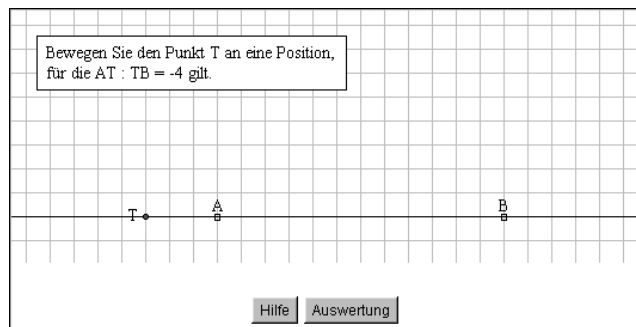 Bewegen Sie den Punkt T an eine Position,
für die AT : TB = -4 gilt.
T A B
Hilfe Auswertung